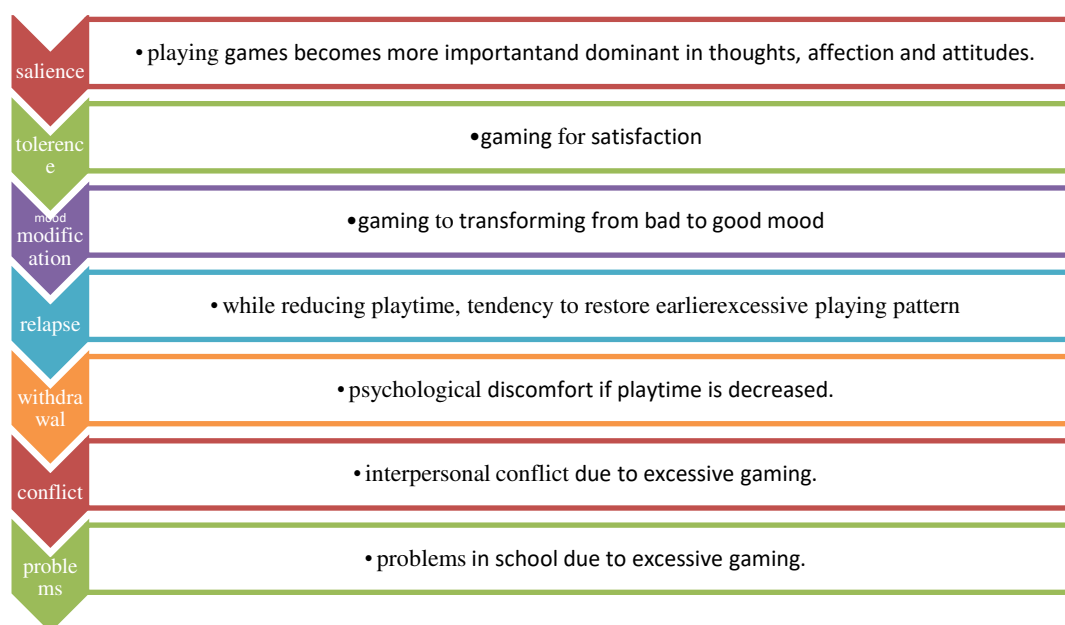 salience
• playing games becomes more importantand dominant in thoughts, affection and attitudes.
tolerenc
e
•gaming for satisfaction
mood
modific
ation
•gaming to transforming from bad to good mood
relapse
• while reducing playtime, tendency to restore earlierexcessive playing pattern
withdra
wal
• psychological discomfort if playtime is decreased.
conflict
• interpersonal conflict due to excessive gaming.
proble
ms
• problems in school due to excessive gaming.